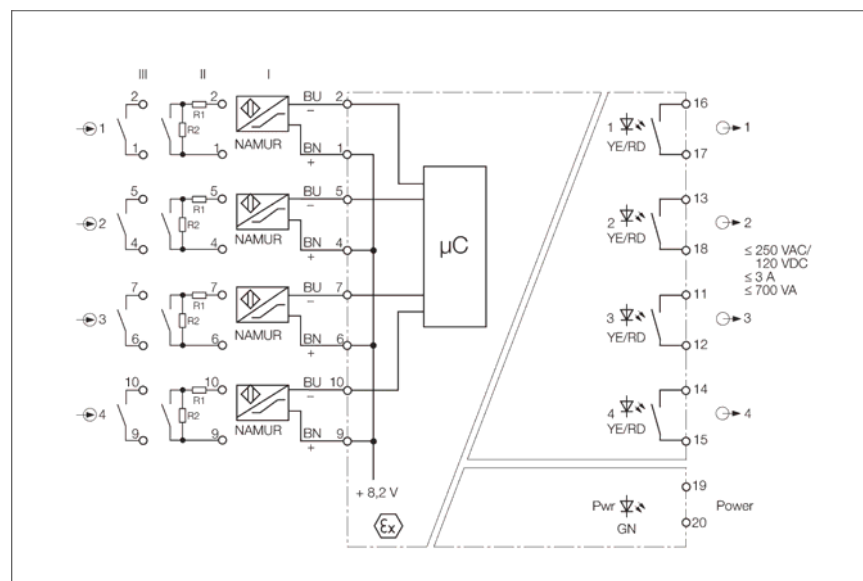 III II I
2 2 BU 2
R1 −
1 R2
1 1 BN 1
NAMUR +
5 5 BU 5
R1 −
2 R2
4 4 BN 4
NAMUR +
7 7 BU 7
R1 −
3 R2
6 6 BN 6
NAMUR +
10 10 BU 10
R1 −
4 R2
9 9 BN 9
NAMUR +
+ 8,2 V
Ex
µC
16
1 1
YE/RD 17
13
2 2
YE/RD 18
≤ 250 VAC/
120 VDC
≤ 3 A
≤ 700 VA
11
3 3
YE/RD 12
14
4 4
YE/RD 15
19
Pwr Power
GN 20